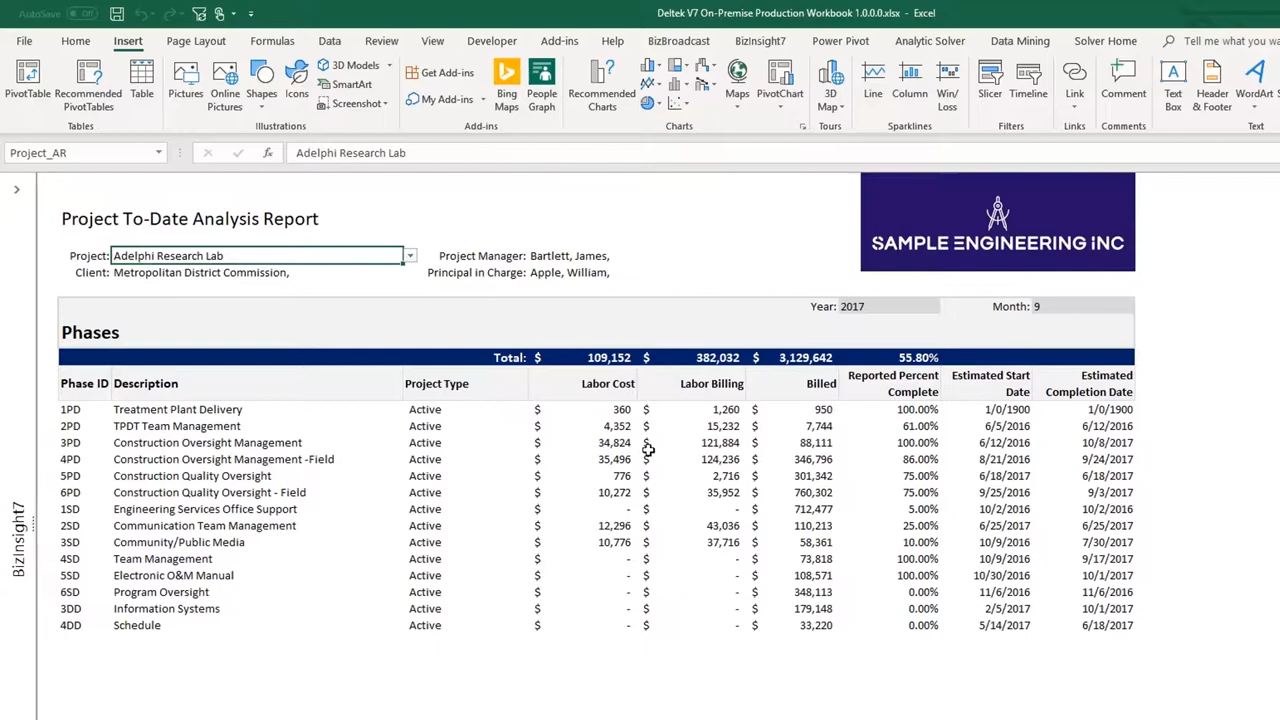 AutoSave Off Deltek V7 On-Premise Production Workbook 1.0.0.0.xlsx - Excel
File Home Insert Page Layout Formulas Data Review View Developer Add-ins Help BizBroadcast BizInsight7 Power Pivot Analytic Solver Data Mining Solver Home Tell me what you wa
PivotTable Recommended PivotTables Table Pictures Online Pictures Shapes Icons 3D Models SmartArt Screenshot Get Add-ins My Add-ins Bing Maps People Graph Recommended Charts Maps PivotChart 3D Map Line Column Win/Loss Slicer Timeline Link Comment Text Box Header & Footer WordArt
Tables Illustrations Add-ins Charts Tours Sparklines Filters Links Comments Text
Project_AR fx Adelphi Research Lab
Project To-Date Analysis Report
SAMPLE ENGINEERING INC
Project: Adelphi Research Lab Project Manager: Bartlett, James,
Client: Metropolitan District Commission, Principal in Charge: Apple, William,
Year: 2017 Month: 9
Phases
Total: $ 109,152 $ 382,032 $ 3,129,642 55.80%
Phase ID Description Project Type Labor Cost Labor Billing Billed Reported Percent Complete Estimated Start Date Estimated Completion Date
1PD Treatment Plant Delivery Active $ 360 $ 1,260 $ 950 100.00% 1/0/1900 1/0/1900
2PD TPDT Team Management Active $ 4,352 $ 15,232 $ 7,744 61.00% 6/5/2016 6/12/2016
3PD Construction Oversight Management Active $ 34,824 $ 121,884 $ 88,111 100.00% 6/12/2016 10/8/2017
4PD Construction Oversight Management -Field Active $ 35,496 $ 124,236 $ 346,796 86.00% 8/21/2016 9/24/2017
5PD Construction Quality Oversight Active $ 776 $ 2,716 $ 301,342 75.00% 6/18/2017 6/18/2017
6PD Construction Quality Oversight - Field Active $ 10,272 $ 35,952 $ 760,302 75.00% 9/25/2016 9/3/2017
1SD Engineering Services Office Support Active $ - $ - $ 712,477 5.00% 10/2/2016 10/2/2016
2SD Communication Team Management Active $ 12,296 $ 43,036 $ 110,213 25.00% 6/25/2017 6/25/2017
3SD Community/Public Media Active $ 10,776 $ 37,716 $ 58,361 10.00% 10/9/2016 7/30/2017
4SD Team Management Active $ - $ - $ 73,818 100.00% 10/9/2016 9/17/2017
5SD Electronic O&M Manual Active $ - $ - $ 108,571 100.00% 10/30/2016 10/1/2017
6SD Program Oversight Active $ - $ - $ 348,113 0.00% 11/6/2016 11/6/2016
3DD Information Systems Active $ - $ - $ 179,148 0.00% 2/5/2017 10/1/2017
4DD Schedule Active $ - $ - $ 33,220 0.00% 5/14/2017 6/18/2017
BizInsight7